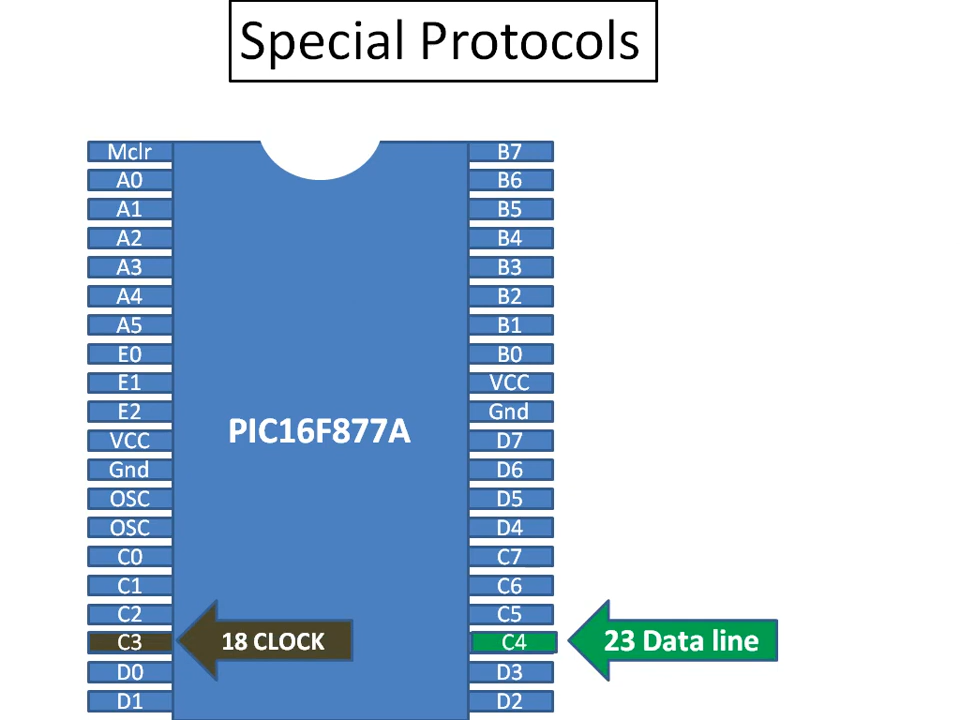 Special Protocols
Mclr B7
A0 B6
A1 B5
A2 B4
A3 B3
A4 B2
A5 B1
E0 B0
E1 VCC
E2 Gnd
PIC16F877A
VCC D7
Gnd D6
OSC D5
OSC D4
C0 C7
C1 C6
C2 C5
C3 18 CLOCK C4 23 Data line
D0 D3
D1 D2